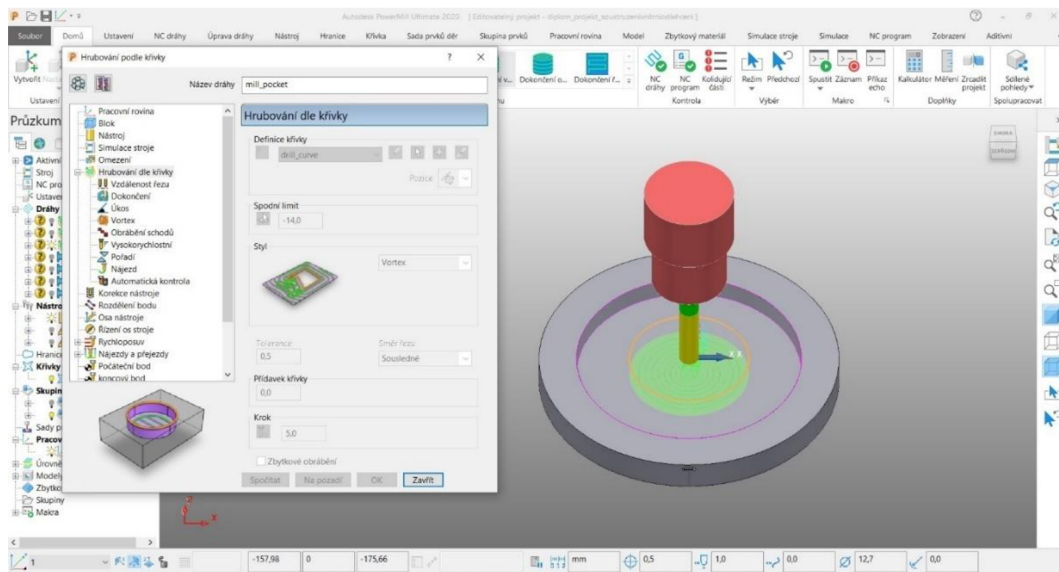 Autodesk PowerMill Ultimate 2020
Soubor Domů Ustavení NC dráhy Úprava dráhy Nástroj Hranice Křivka Sada prvků děr Skupina prvků Pracovní rovina Model Zbytkový materiál Simulace stroje Simulace NC program Zobrazení Aditivní
Hrubování podle křivky
Vytvořit
Dokončení o... Dokončení ř...
NC dráhy NC program Kolidující části Režim Předchozí Spustit Záznam Příkaz echo Kalkulátor Měření Zrcadlit projekt Sdílené pohledy
Ustavení Kontrola Výběr Makro Doplňky Spolupracovat
Název dráhy mill_pocket
Průzkum
Aktivní
Stroj
NC pro
Ustave
Dráhy
Nástro
Hranice
Křivky
Skupin
Sady p
Pracov
Úrovně
Modely
Zbytko
Skupiny
Makra
Pracovní rovina
Blok
Nástroj
Simulace stroje
Omezení
Hrubování dle křivky
Vzdálenost řezu
Dokončení
Úkos
Vortex
Obrábění schodů
Vysokorychlostní
Pořadí
Nájezd
Automatická kontrola
Korekce nástroje
Rozdělení bodu
Osa nástroje
Řízení os stroje
Rychloposuv
Nájezdy a přejezdy
Počáteční bod
koncový bod
Hrubování dle křivky
Definice křivky
drill_curve
Pozice
Spodní limit
-14,0
Styl
Vortex
Tolerance Směr řezu
0,5 Sousledné
Přídavek křivky
0,0
Krok
5,0
Zbytkové obrábění
Spočítat Na pozadí OK Zavřít
X
Z
X
1 -157,98 0 -175,66 mm 0,5 1,0 0,0 12,7 0,0